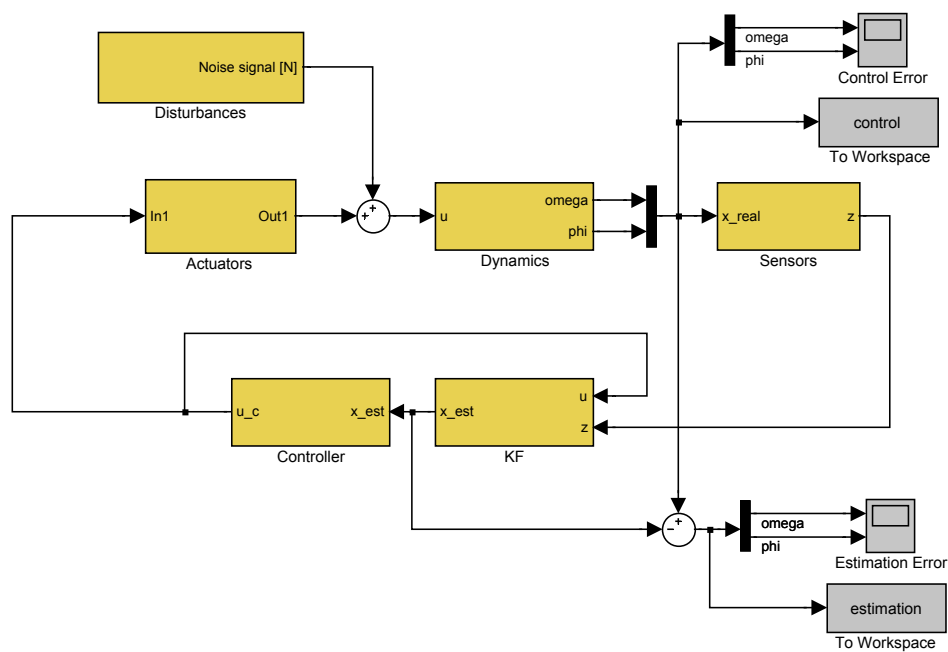 omega
phi
Control Error
Noise signal [N]
Disturbances
control
To Workspace
In1
Out1
Actuators
u
omega
phi
Dynamics
x_real
z
Sensors
u_c
x_est
Controller
x_est
u
z
KF
omega
phi
Estimation Error
estimation
To Workspace